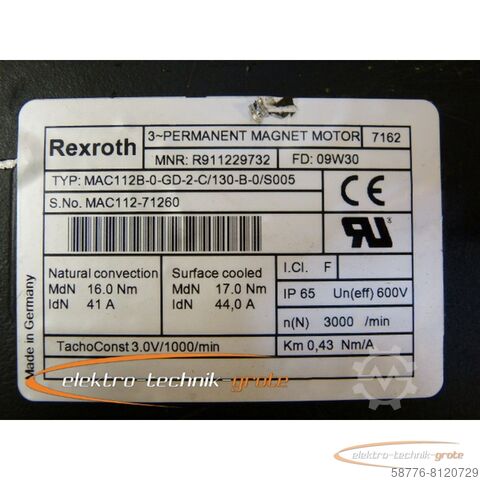 Rexroth
3~PERMANENT MAGNET MOTOR 7162
MNR: R911229732 FD: 09W30
TYP: MAC112B-0-GD-2-C/130-B-0/S005
S.No. MAC112-71260
CE
Natural convection
MdN 16.0 Nm
IdN 41 A
Surface cooled
MdN 17.0 Nm
IdN 44,0 A
I.Cl. F
IP 65 Un(eff) 600V
n(N) 3000 /min
TachoConst 3.0V/1000/min
Km 0,43 Nm/A
Made in Germany
elektro-technik-grote
elektro-technik-grote
58776-8120729